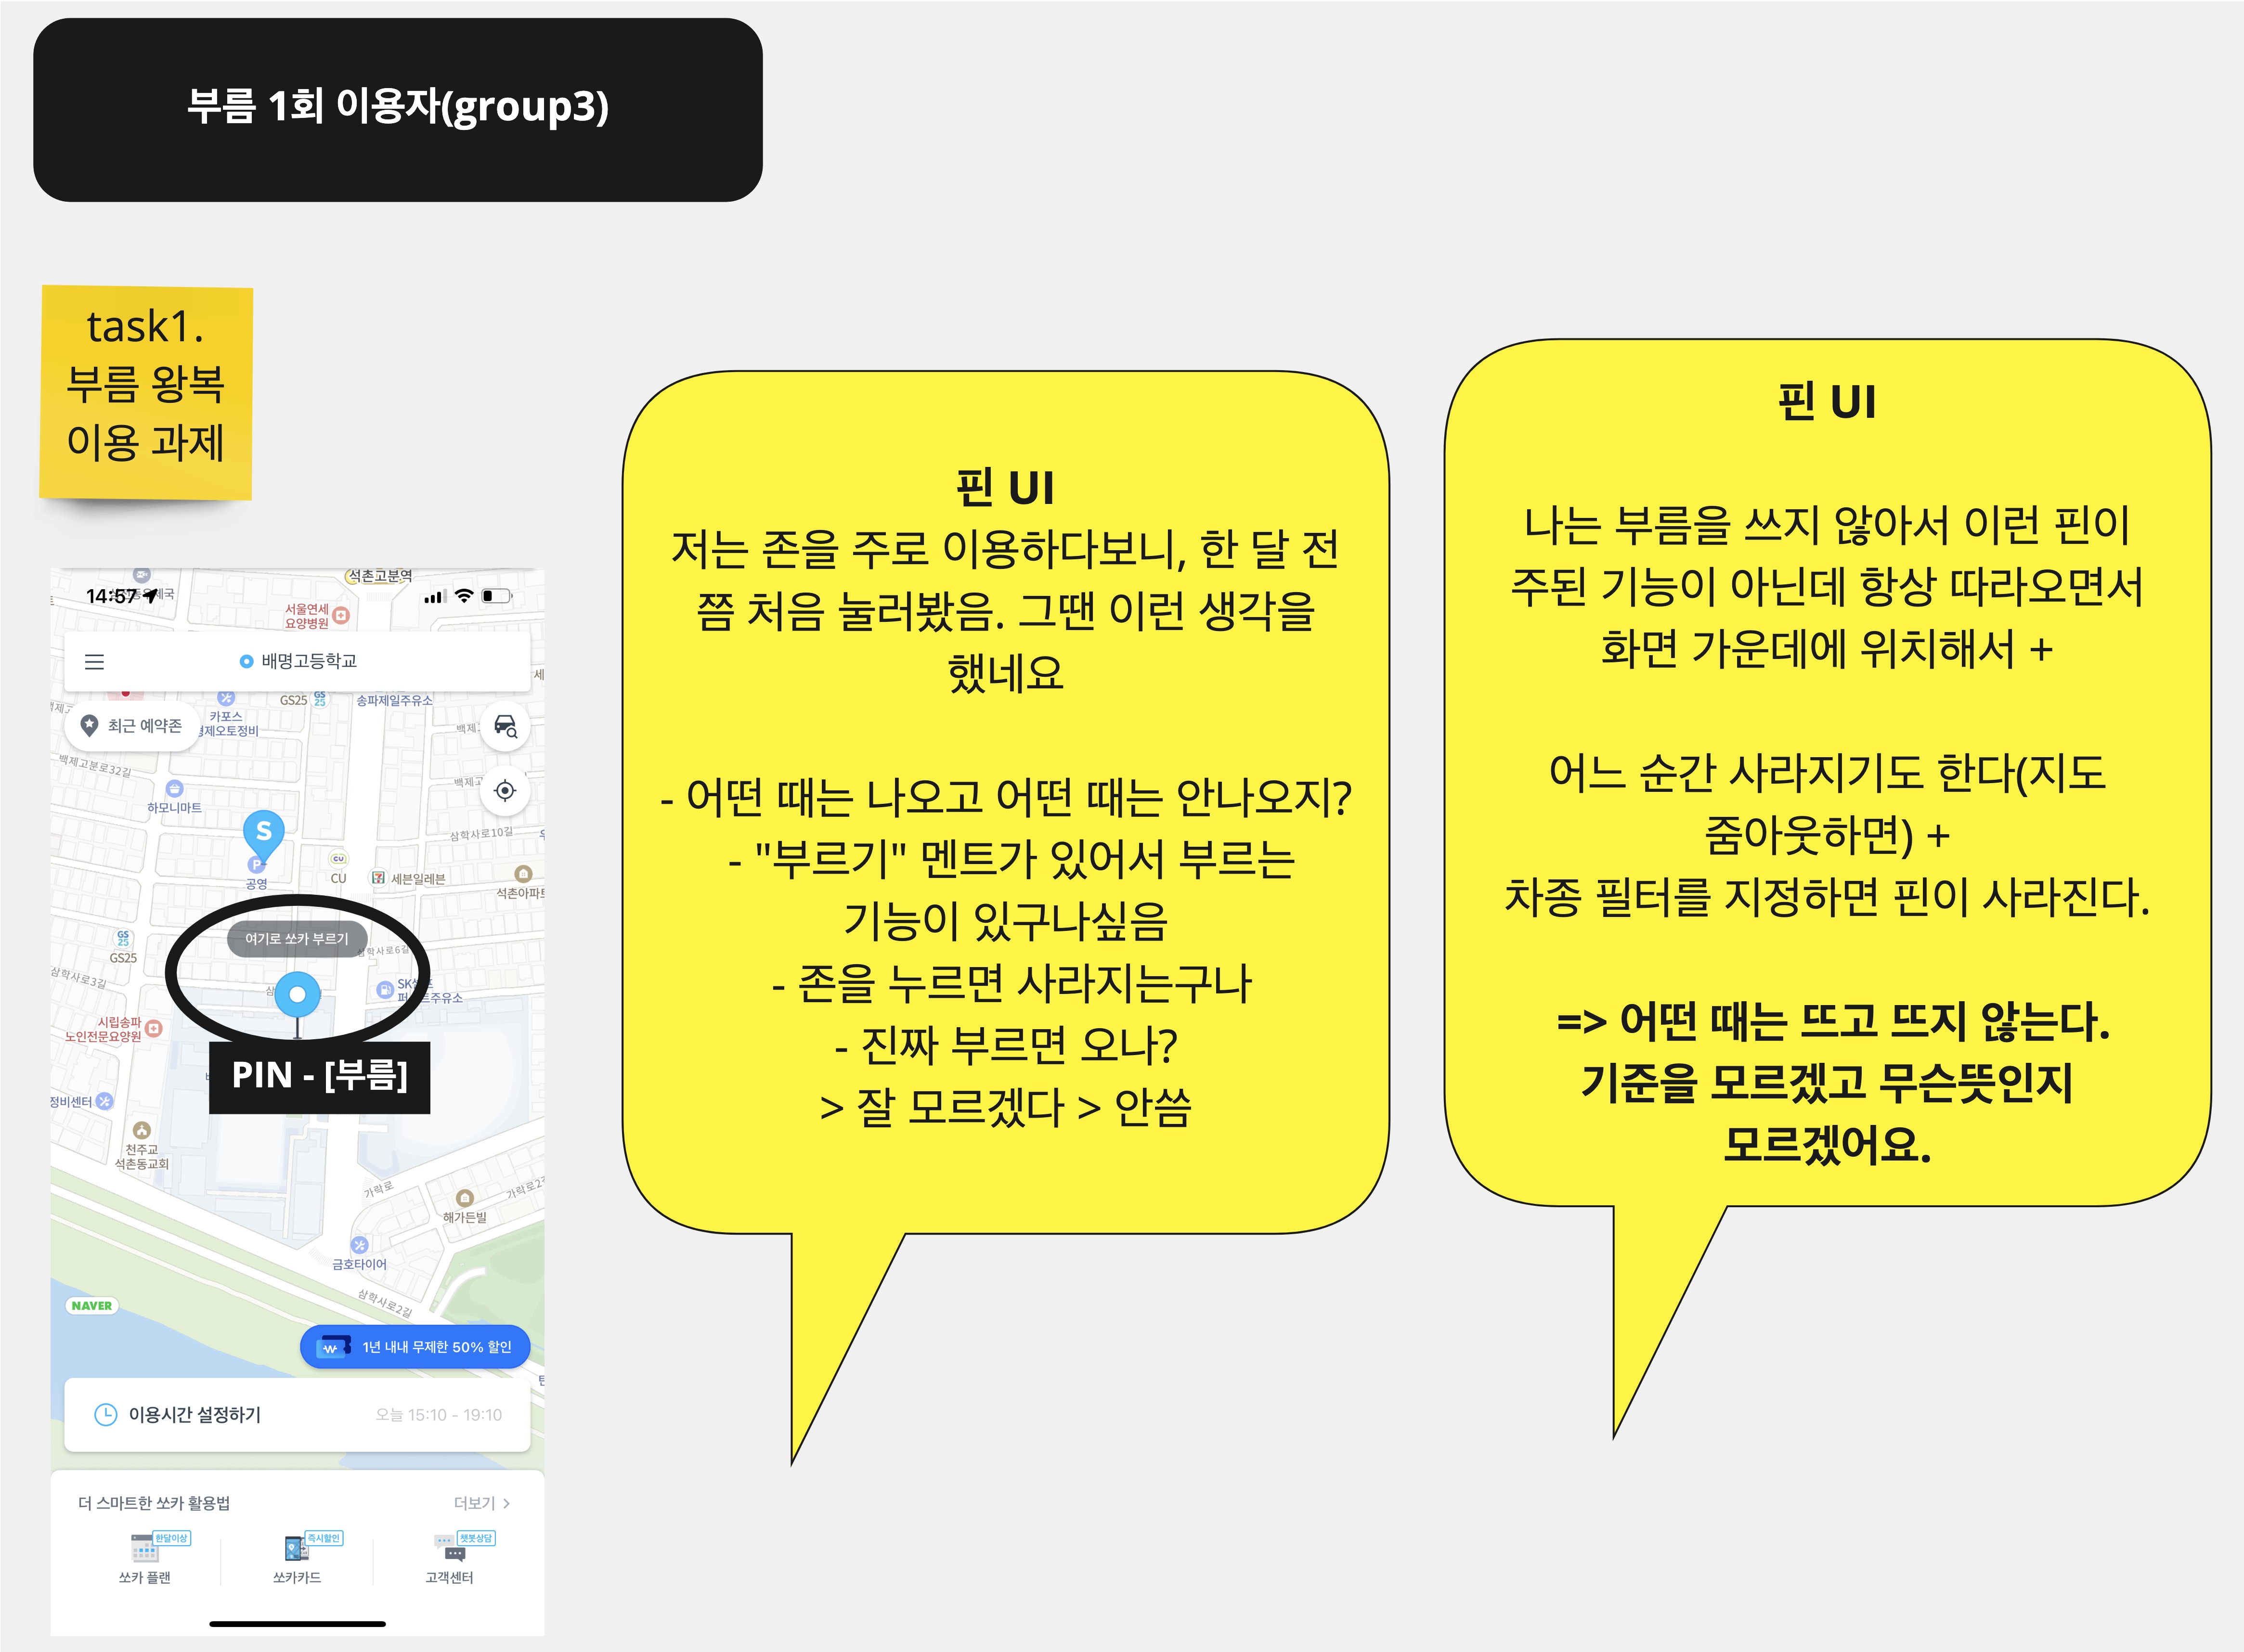 부름 1회 이용자(group3)
task1.
부름 왕복
이용 과제
석촌고분역
14:57
서울연세
요양병원
배명고등학교
GS25
GS
25
송파제일주유소
최근 예약존
카포스
백제고분로32길
하모니마트
삼학사로10길
S
P
공영
CU
CU
세븐일레븐
석촌아파트
여기로 쏘카 부르기
삼학사로6길
GS
25
GS25
삼학사로3길
시립송파
노인전문요양원
PIN - [부름]
정비센터
천주교
석촌동교회
가락로
해가든빌
금호타이어
삼학사로2길
NAVER
1년 내내 무제한 50% 할인
이용시간 설정하기
오늘 15:10 - 19:10
더 스마트한 쏘카 활용법
더보기 >
한달이상
즉시할인
챗봇상담
쏘카 플랜
쏘카카드
고객센터
핀 UI
저는 존을 주로 이용하다보니, 한 달 전
쯤 처음 눌러봤음. 그땐 이런 생각을
했네요
- 어떤 때는 나오고 어떤 때는 안나오지?
- "부르기" 멘트가 있어서 부르는
기능이 있구나싶음
- 존을 누르면 사라지는구나
- 진짜 부르면 오나?
> 잘 모르겠다 > 안씀
핀 UI
나는 부름을 쓰지 않아서 이런 핀이
주된 기능이 아닌데 항상 따라오면서
화면 가운데에 위치해서 +
어느 순간 사라지기도 한다(지도
줌아웃하면) +
차종 필터를 지정하면 핀이 사라진다.
=> 어떤 때는 뜨고 뜨지 않는다.
기준을 모르겠고 무슨뜻인지
모르겠어요.